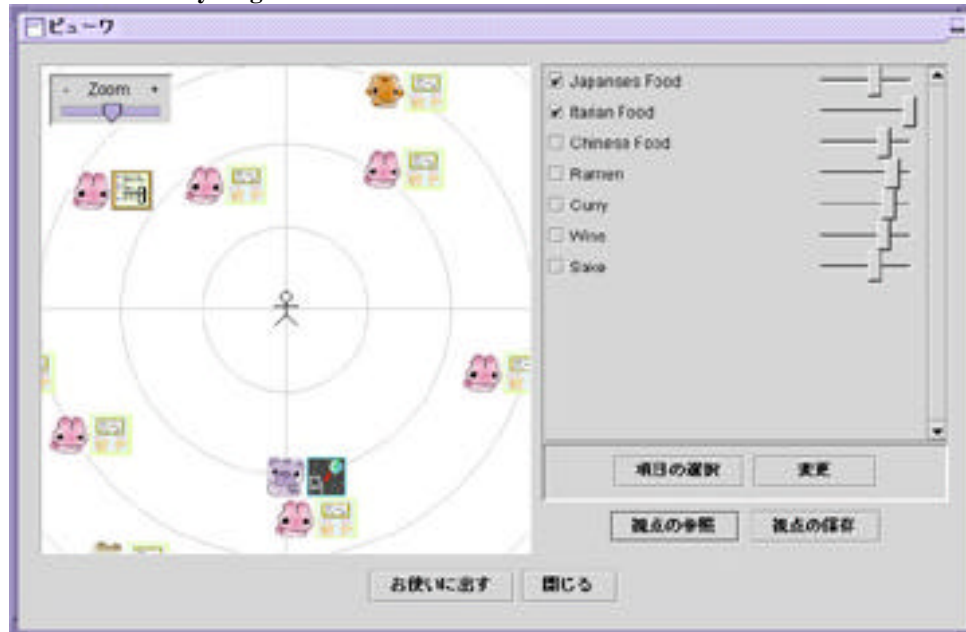 ビューワ
- Zoom +
Japanses Food
Itarian Food
Chinese Food
Ramen
Curry
Wine
Sake
項目の選択 変更
視点の参照 視点の保存
お使いに出す 閉じる